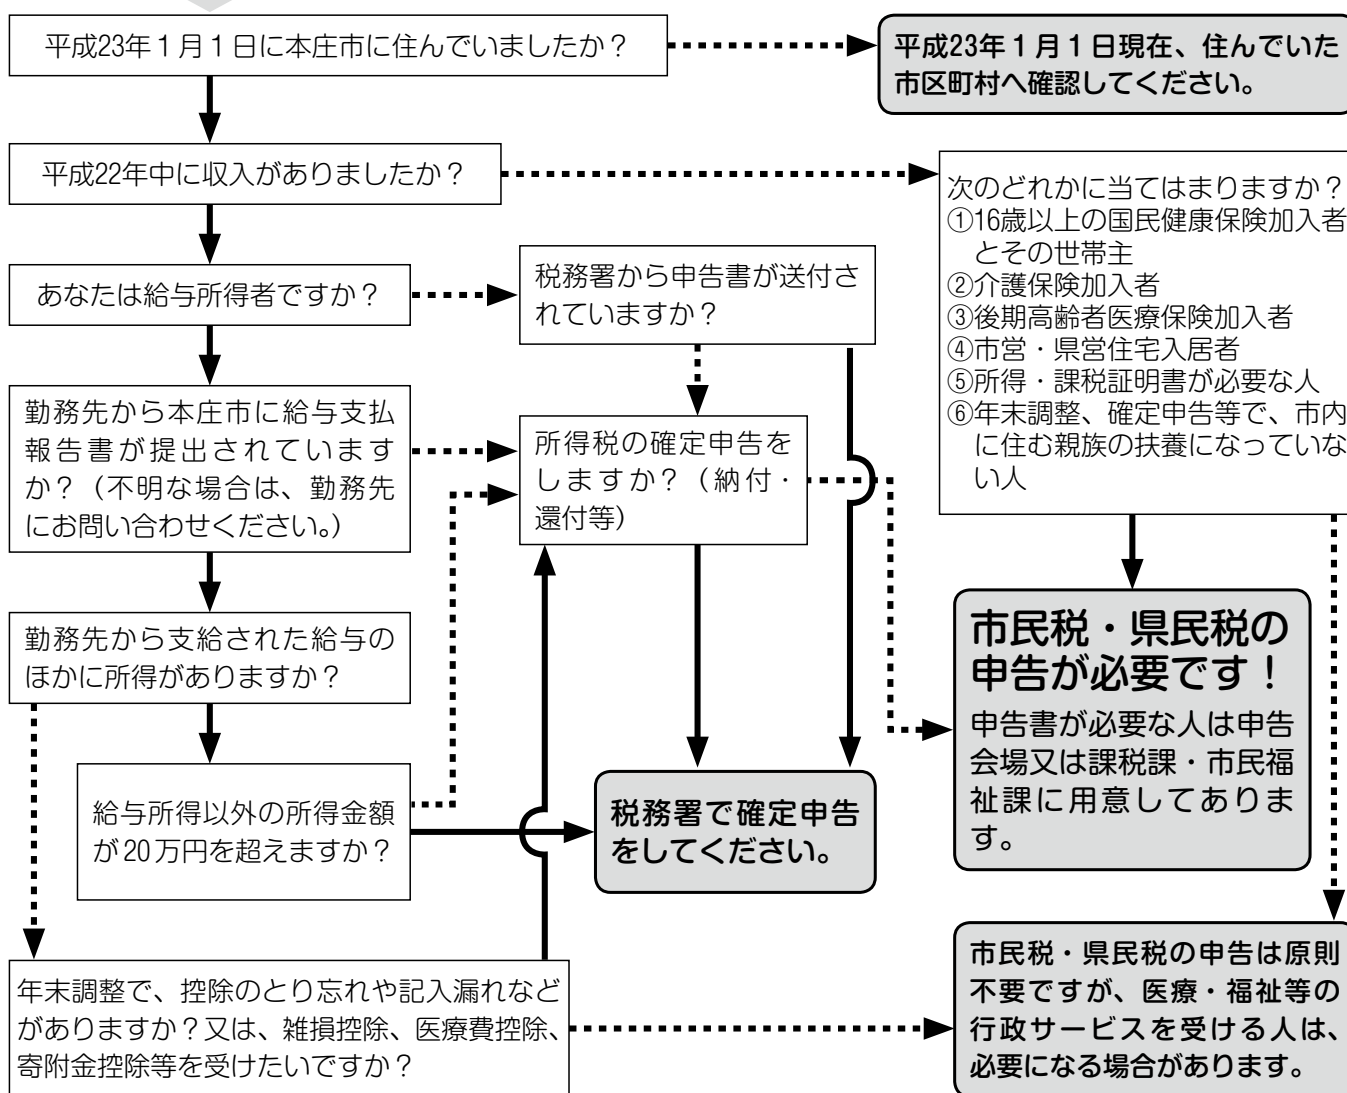 平成23年1月1日に本庄市に住んでいましたか？
平成23年1月1日現在、住んでいた
市区町村へ確認してください。
平成22年中に収入がありましたか？
次のどれかに当てはまりますか？
①16歳以上の国民健康保険加入者
とその世帯主
②介護保険加入者
③後期高齢者医療保険加入者
④市営・県営住宅入居者
⑤所得・課税証明書が必要な人
⑥年末調整、確定申告等で、市内
に住む親族の扶養になっていな
い人
あなたは給与所得者ですか？
税務署から申告書が送付さ
れていますか？
勤務先から本庄市に給与支払
報告書が提出されています
か？（不明な場合は、勤務先
にお問い合わせください。）
所得税の確定申告を
しますか？（納付・
還付等）
勤務先から支給された給与の
ほかに所得がありますか？
市民税・県民税の
申告が必要です！
申告書が必要な人は申告
会場又は課税課・市民福
祉課に用意してありま
す。
給与所得以外の所得金額
が20万円を超えますか？
税務署で確定申告
をしてください。
年末調整で、控除のとり忘れや記入漏れなど
がありますか？又は、雑損控除、医療費控除、
寄附金控除等を受けたいですか？
市民税・県民税の申告は原則
不要ですが、医療・福祉等の
行政サービスを受ける人は、
必要になる場合があります。